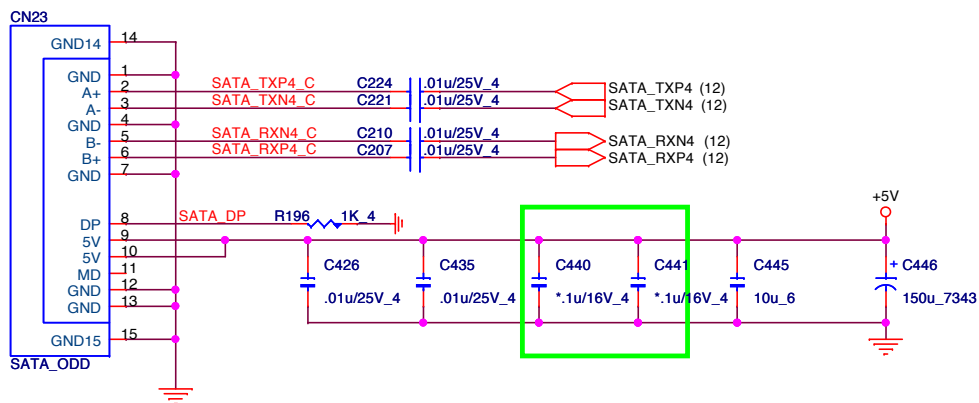 CN23
GND14 14
GND 1
A+ 2 SATA_TXP4_C C224 .01u/25V_4 SATA_TXP4 (12)
A- 3 SATA_TXN4_C C221 .01u/25V_4 SATA_TXN4 (12)
GND 4
B- 5 SATA_RXN4_C C210 .01u/25V_4 SATA_RXN4 (12)
B+ 6 SATA_RXP4_C C207 .01u/25V_4 SATA_RXP4 (12)
GND 7
+5V
DP 8 SATA_DP R196 1K_4
5V 9
5V 10
MD 11
GND 12
GND 13
C426 C435 C440 C441 C445 + C446
.01u/25V_4 .01u/25V_4 *.1u/16V_4 *.1u/16V_4 10u_6 150u_7343
GND15 15
SATA_ODD